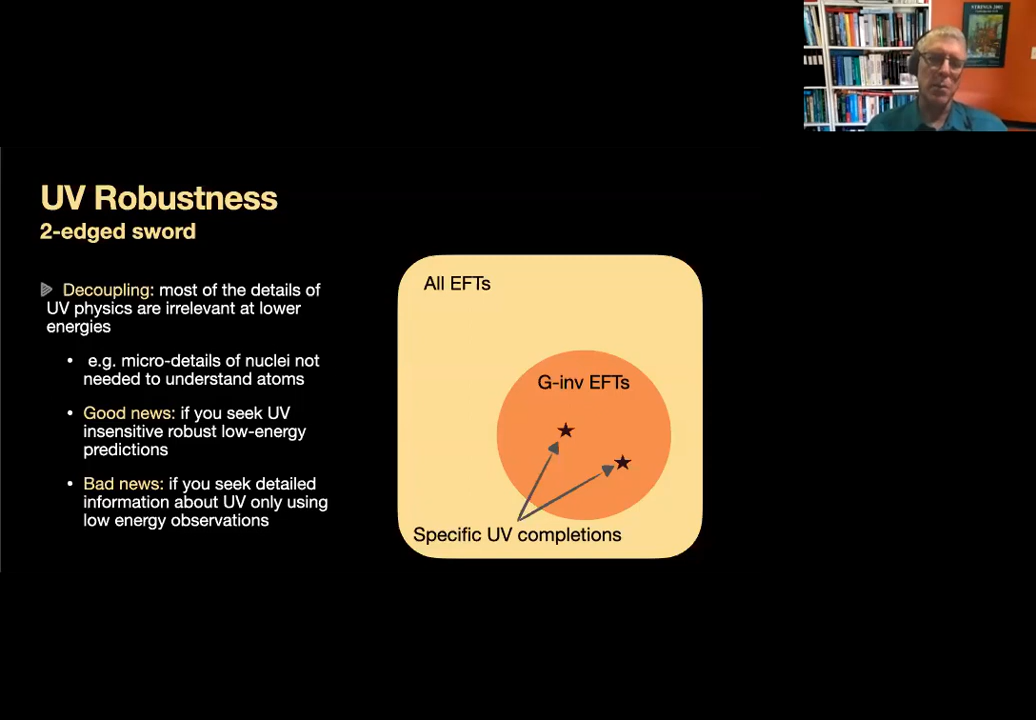 STRINGS 2002
UV Robustness
2-edged sword
Decoupling: most of the details of
UV physics are irrelevant at lower
energies
• e.g. micro-details of nuclei not
needed to understand atoms
• Good news: if you seek UV
insensitive robust low-energy
predictions
• Bad news: if you seek detailed
information about UV only using
low energy observations
All EFTs
G-inv EFTs
Specific UV completions